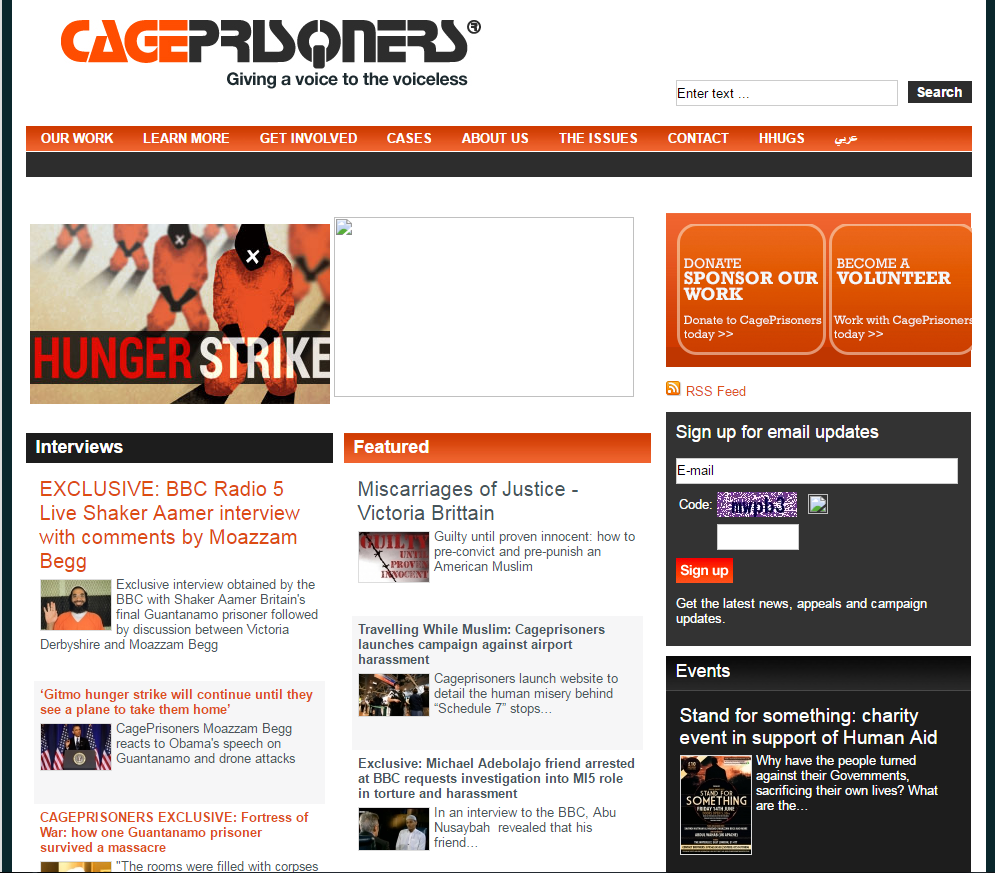 CAGEPRISONERS®
Giving a voice to the voiceless
Enter text ...
Search
OUR WORK LEARN MORE GET INVOLVED CASES ABOUT US THE ISSUES CONTACT HHUGS عربي
HUNGER STRIKE
DONATE
SPONSOR OUR
WORK
Donate to CagePrisoners
today >>
BECOME A
VOLUNTEER
Work with CagePrisoners
today >>
RSS Feed
Interviews
EXCLUSIVE: BBC Radio 5
Live Shaker Aamer interview
with comments by Moazzam
Begg
Exclusive interview obtained by the
BBC with Shaker Aamer Britain's
final Guantanamo prisoner followed
by discussion between Victoria
Derbyshire and Moazzam Begg
‘Gitmo hunger strike will continue until they
see a plane to take them home’
CagePrisoners Moazzam Begg
reacts to Obama's speech on
Guantanamo and drone attacks
CAGEPRISONERS EXCLUSIVE: Fortress of
War: how one Guantanamo prisoner
survived a massacre
"The rooms were filled with corpses
Featured
Miscarriages of Justice -
Victoria Brittain
GUILTY
UNTIL
PROVEN
INNOCENT
Guilty until proven innocent: how to
pre-convict and pre-punish an
American Muslim
Travelling While Muslim: Cageprisoners
launches campaign against airport
harassment
Cageprisoners launch website to
detail the human misery behind
“Schedule 7” stops...
Exclusive: Michael Adebolajo friend arrested
at BBC requests investigation into MI5 role
in torture and harassment
In an interview to the BBC, Abu
Nusaybah revealed that his
friend...
Sign up for email updates
E-mail
Code: mwpb3
Sign up
Get the latest news, appeals and campaign
updates.
Events
Stand for something: charity
event in support of Human Aid
STAND FOR
SOMETHING
FRIDAY 14TH JUNE
Why have the people turned
against their Governments,
sacrificing their own lives? What
are the...